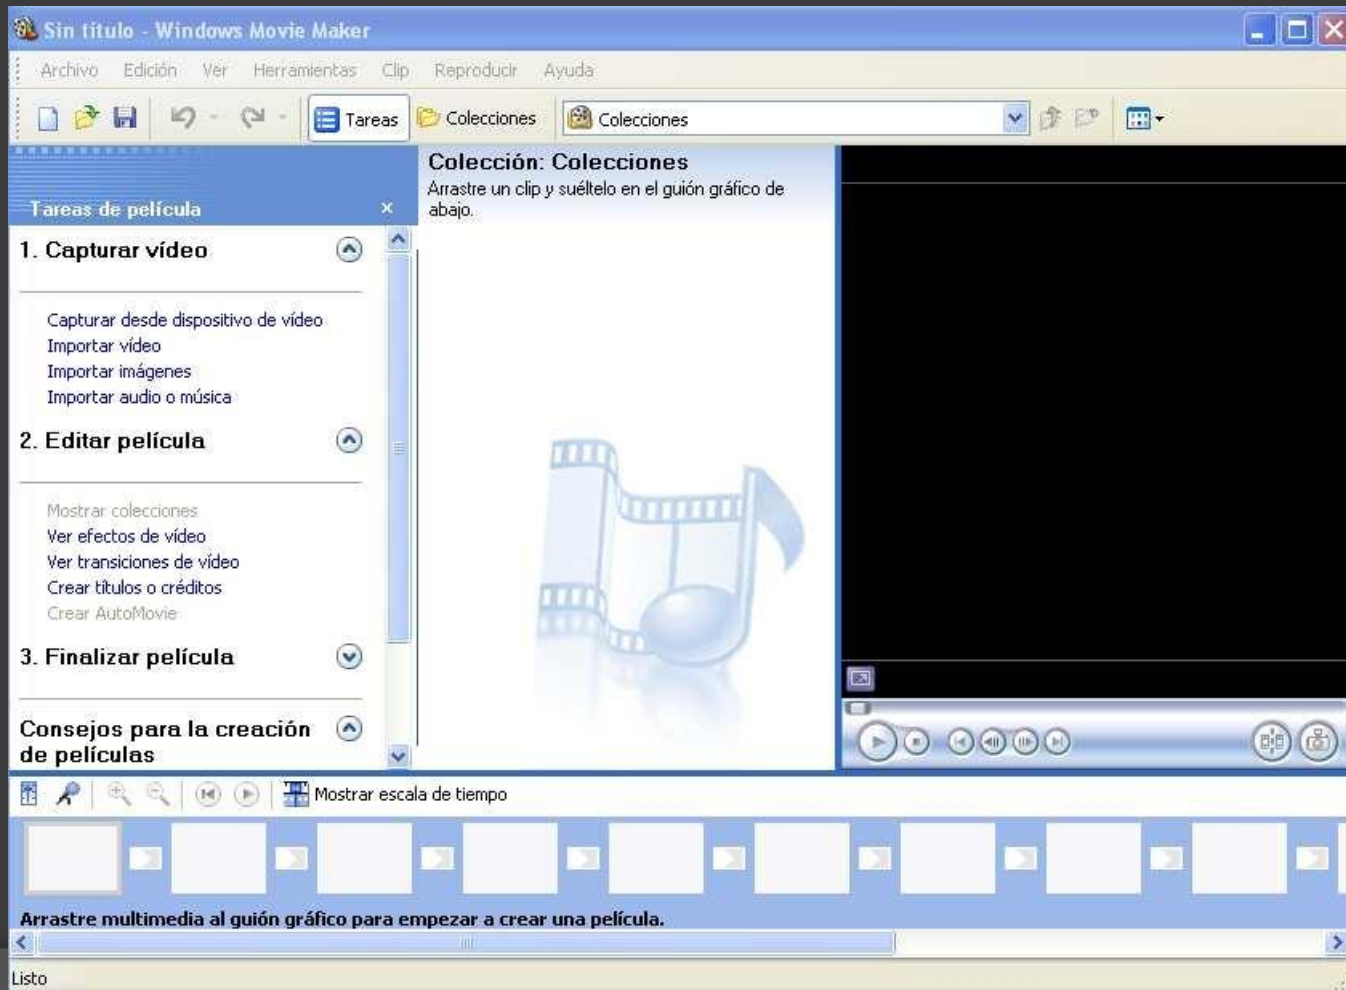 Sin título - Windows Movie Maker
Archivo Edición Ver Herramientas Clip Reproducir Ayuda
Tareas Colecciones Colecciones
Tareas de película
1. Capturar vídeo
Capturar desde dispositivo de vídeo
Importar vídeo
Importar imágenes
Importar audio o música
2. Editar película
Mostrar colecciones
Ver efectos de vídeo
Ver transiciones de vídeo
Crear títulos o créditos
Crear AutoMovie
3. Finalizar película
Consejos para la creación
de películas
Colección: Colecciones
Arrastre un clip y suéltelo en el guión gráfico de
abajo.
Mostrar escala de tiempo
Arrastre multimedia al guión gráfico para empezar a crear una película.
Listo